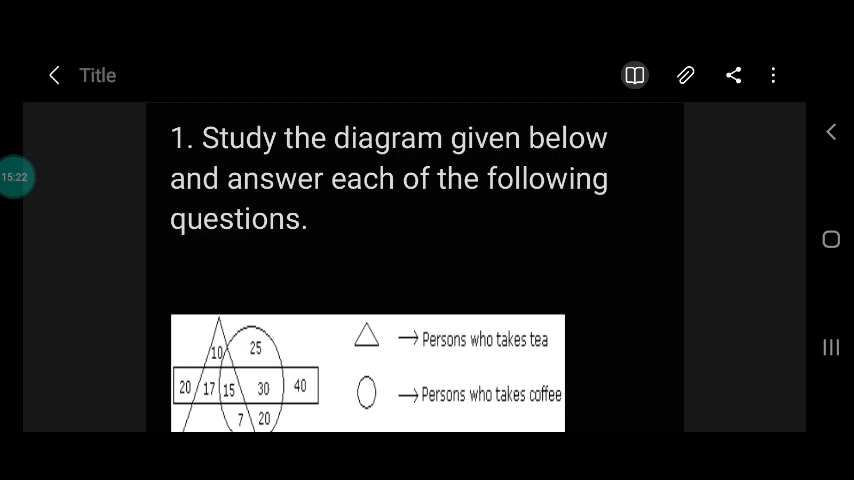 Title
15:22
1. Study the diagram given below
and answer each of the following
questions.
10 25
20 17 15 30 40
7 20
→ Persons who takes tea
→ Persons who takes coffee